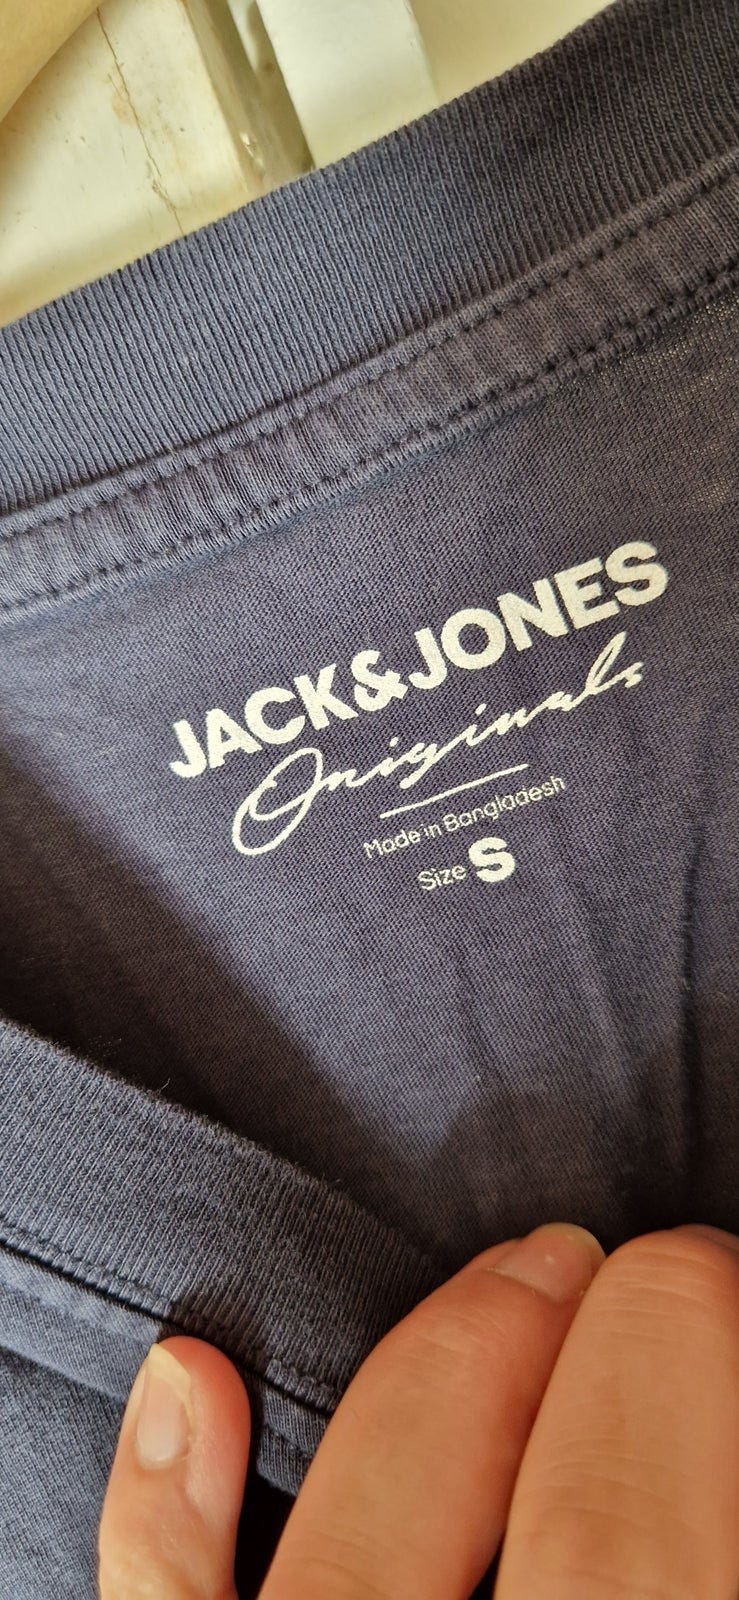 JACK&JONES
Originals
Made in Bangladesh
Size S